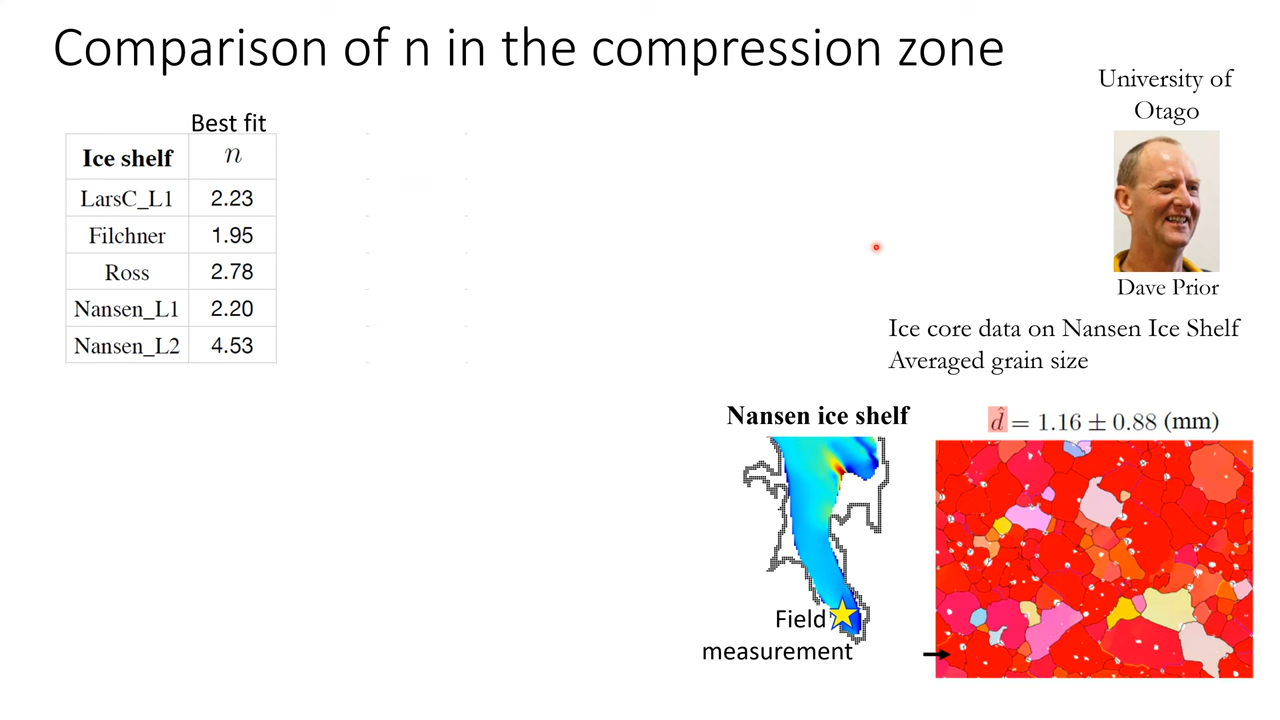 Comparison of n in the compression zone
University of
Otago
Dave Prior
Best fit
Ice shelf n
LarsC_L1 2.23
Filchner 1.95
Ross 2.78
Nansen_L1 2.20
Nansen_L2 4.53
Ice core data on Nansen Ice Shelf
Averaged grain size
Nansen ice shelf
d̂ = 1.16 ± 0.88 (mm)
Field
measurement